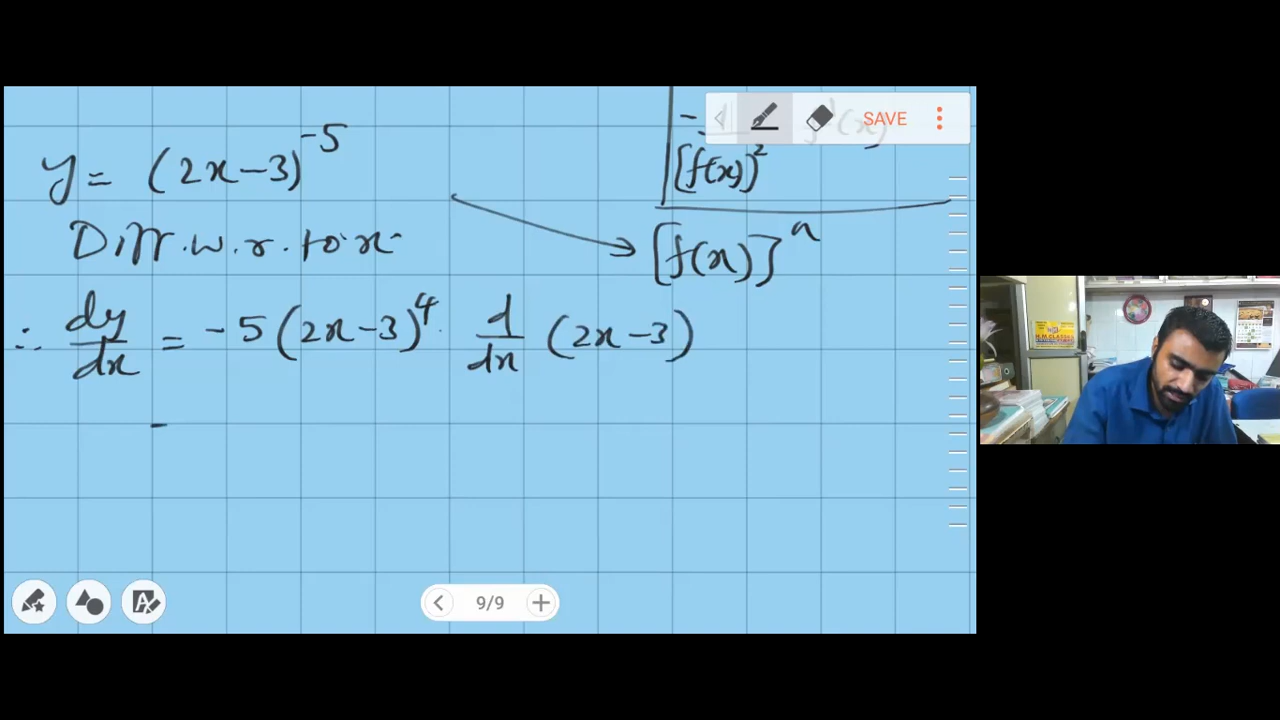 y = (2x-3)^-5
Diff. w. r. to x
∴ dy/dx = -5 (2x-3)^4 . d/dx (2x-3)
[f(x)]^2
[f(x)]^n
SAVE
9/9